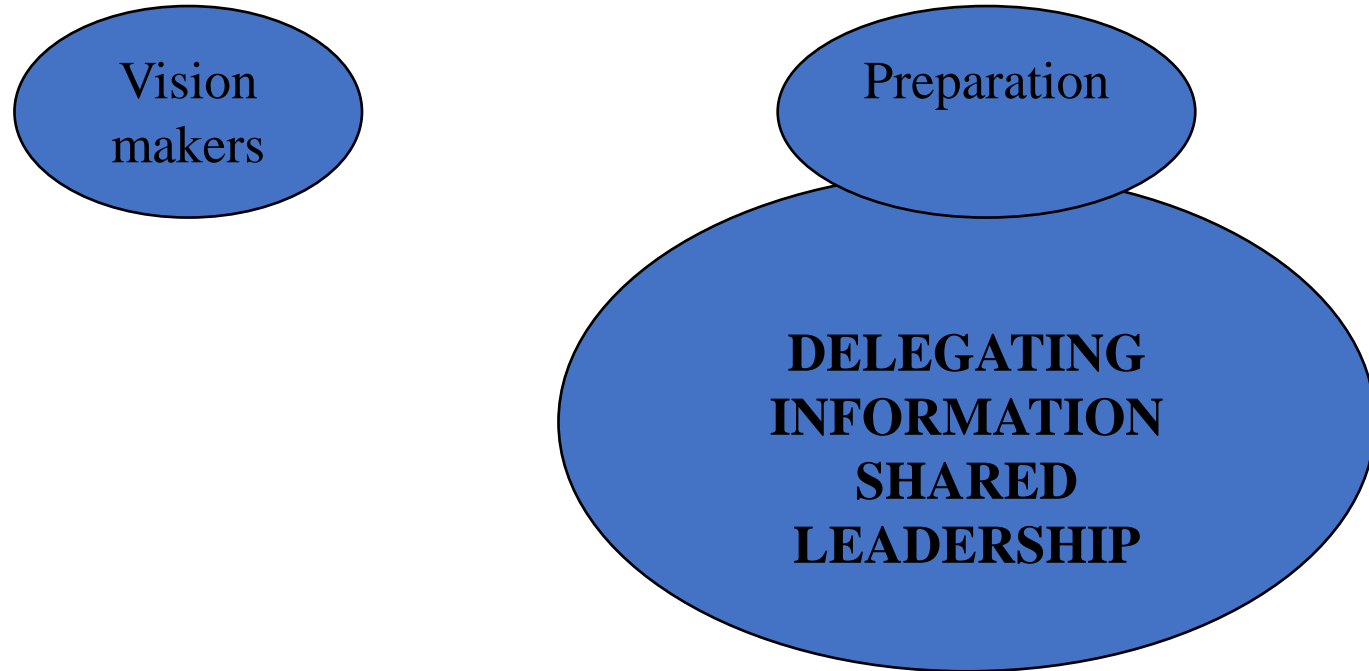 Vision
makers
Preparation
DELEGATING
INFORMATION
SHARED
LEADERSHIP